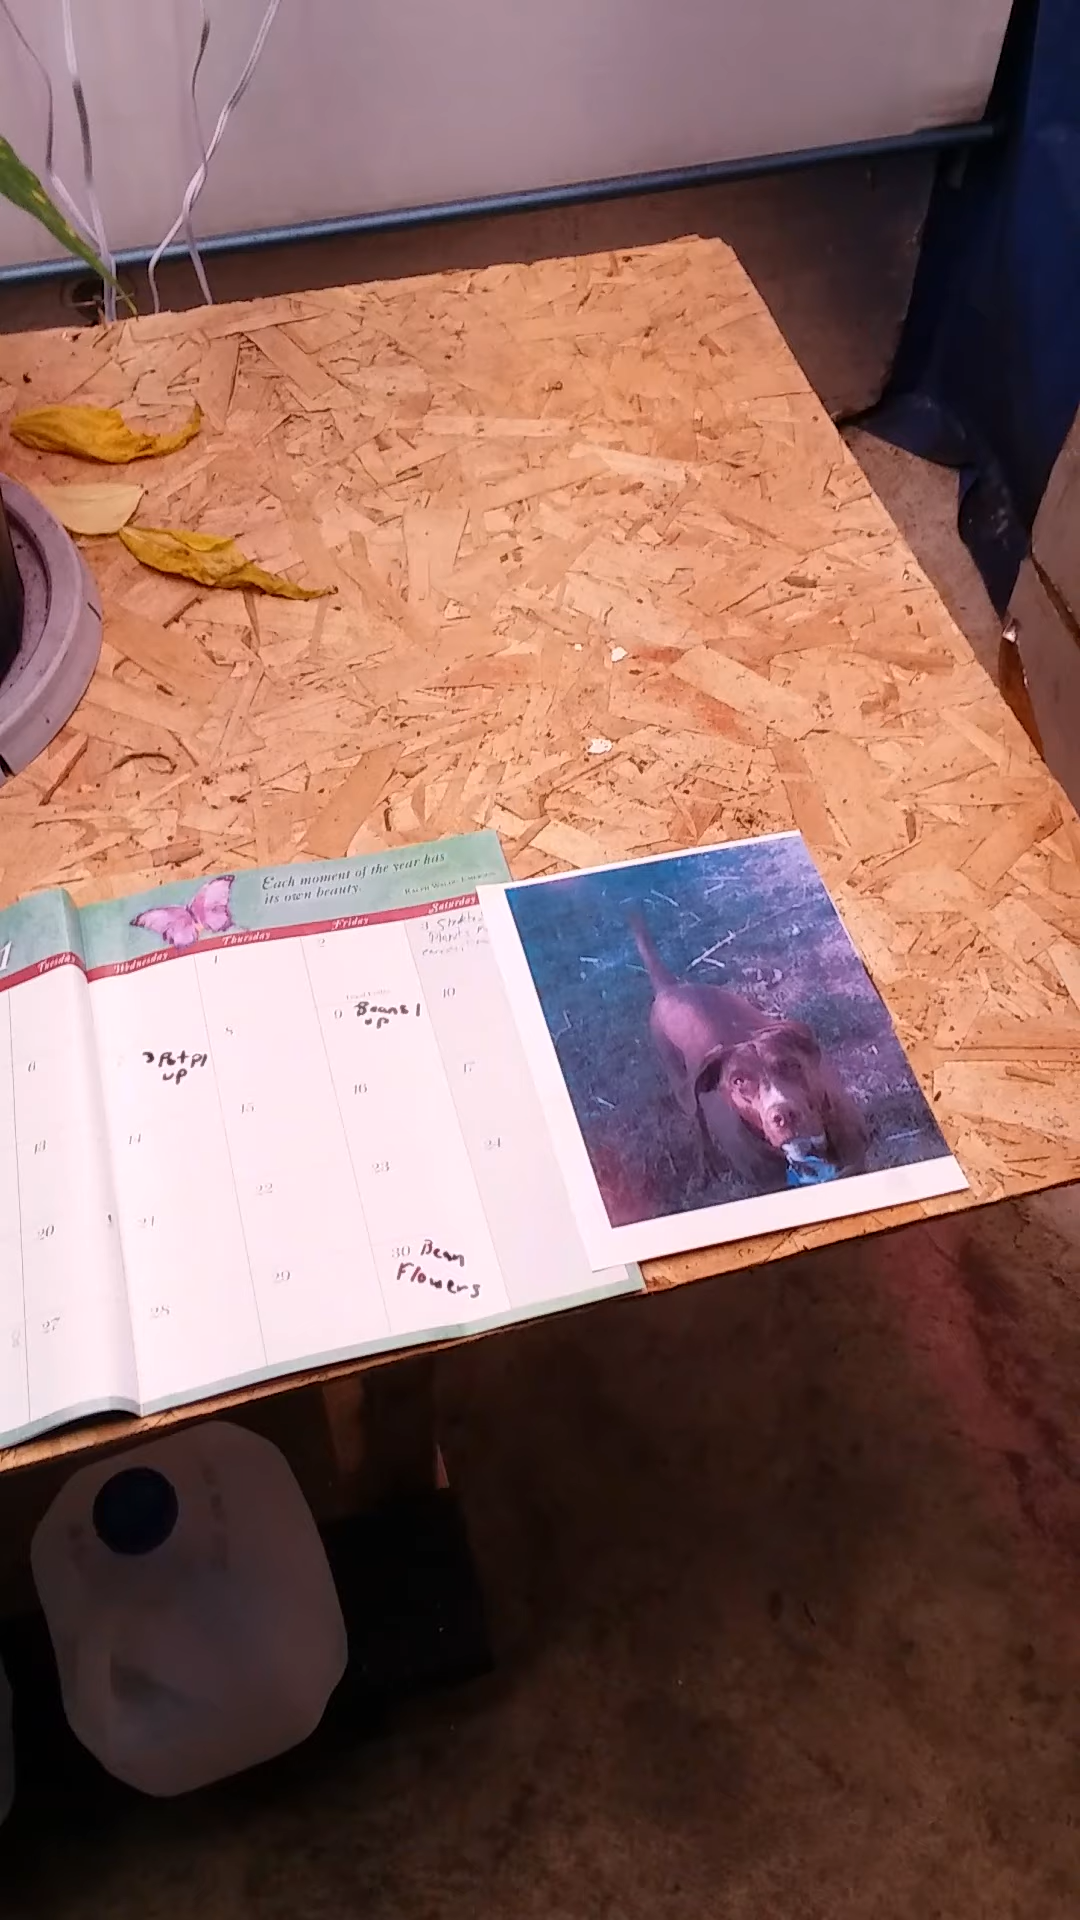 Each moment of the year has
its own beauty.
Tuesday Wednesday Thursday Friday Saturday
1 2 3
6 8 9 Beans
up
10
Pot
up
13 14 15 16 17
20 21 22 23 24
27 28 29 30 Bean
Flowers